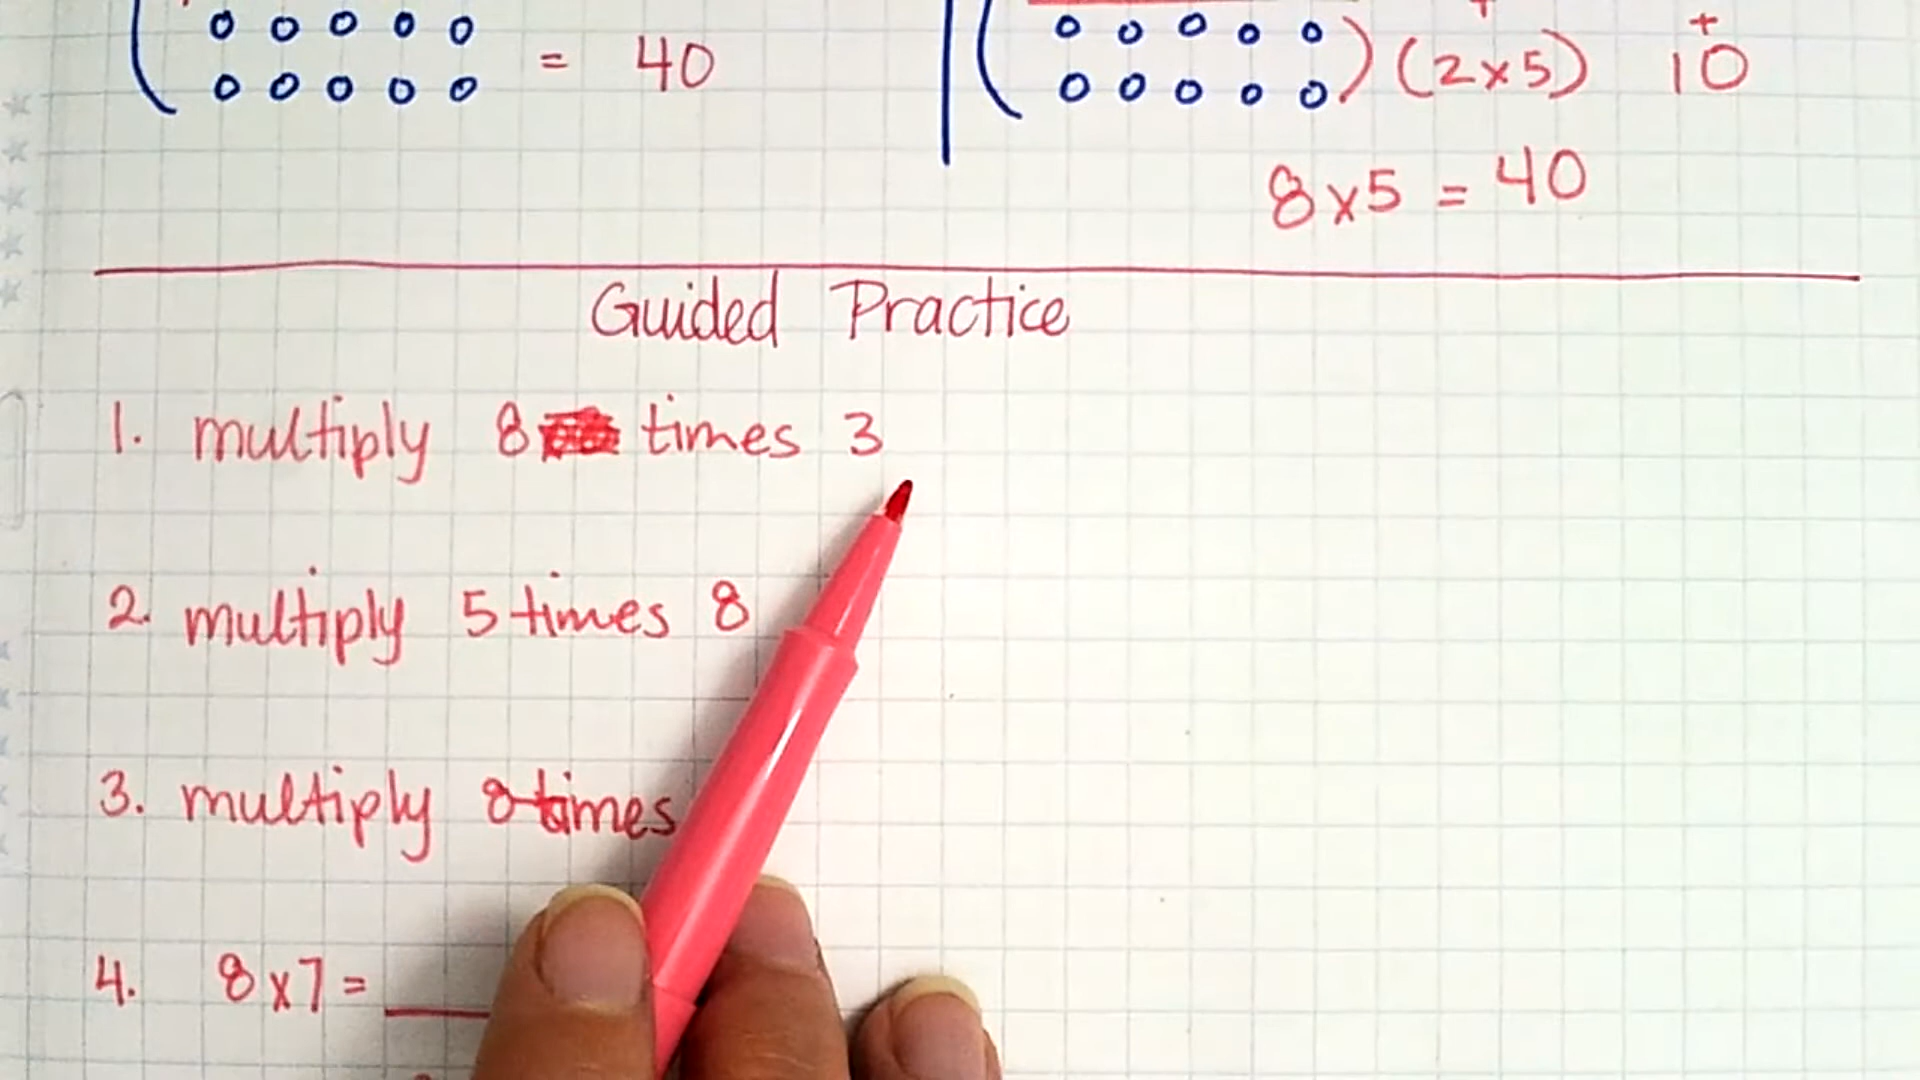 = 40
(2x5) +10
8x5 = 40
Guided Practice
1. multiply 8 times 3
2. multiply 5 times 8
3. multiply 8 times
4. 8x7 =